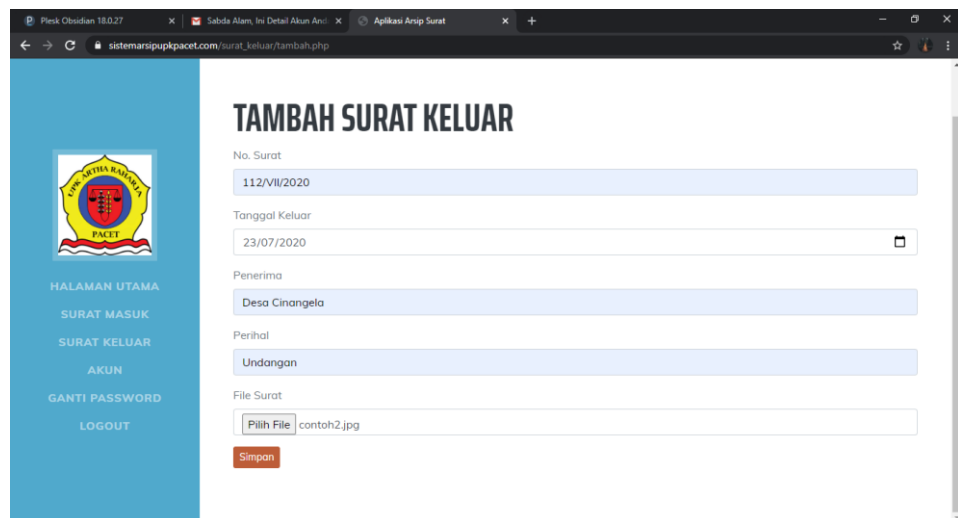 Plesk Obsidian 18.0.27
Sabda Alam, Ini Detail Akun And
Aplikasi Arsip Surat
sistemarsipupkpacet.com/surat_keluar/tambah.php
UPK ARTHA RAHARJA
PACET
HALAMAN UTAMA
SURAT MASUK
SURAT KELUAR
AKUN
GANTI PASSWORD
LOGOUT
TAMBAH SURAT KELUAR
No. Surat
112/VII/2020
Tanggal Keluar
23/07/2020
Penerima
Desa Cinangela
Perihal
Undangan
File Surat
Pilih File contoh2.jpg
Simpan